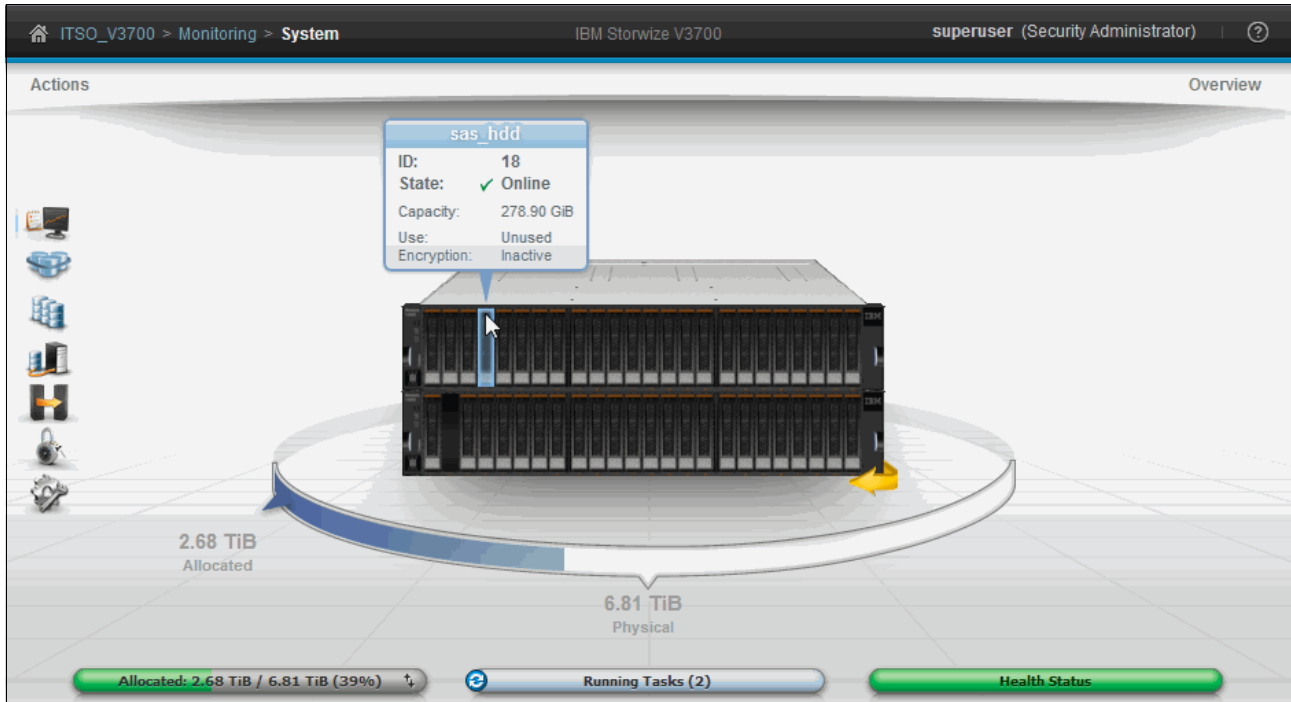 ITSO_V3700 > Monitoring > System
IBM Storwize V3700
superuser (Security Administrator)
?
Actions
Overview
sas_hdd
ID: 18
State: ✓ Online
Capacity: 278.90 GiB
Use: Unused
Encryption: Inactive
IBM
IBM
2.68 TiB
Allocated
6.81 TiB
Physical
Allocated: 2.68 TiB / 6.81 TiB (39%)
Running Tasks (2)
Health Status